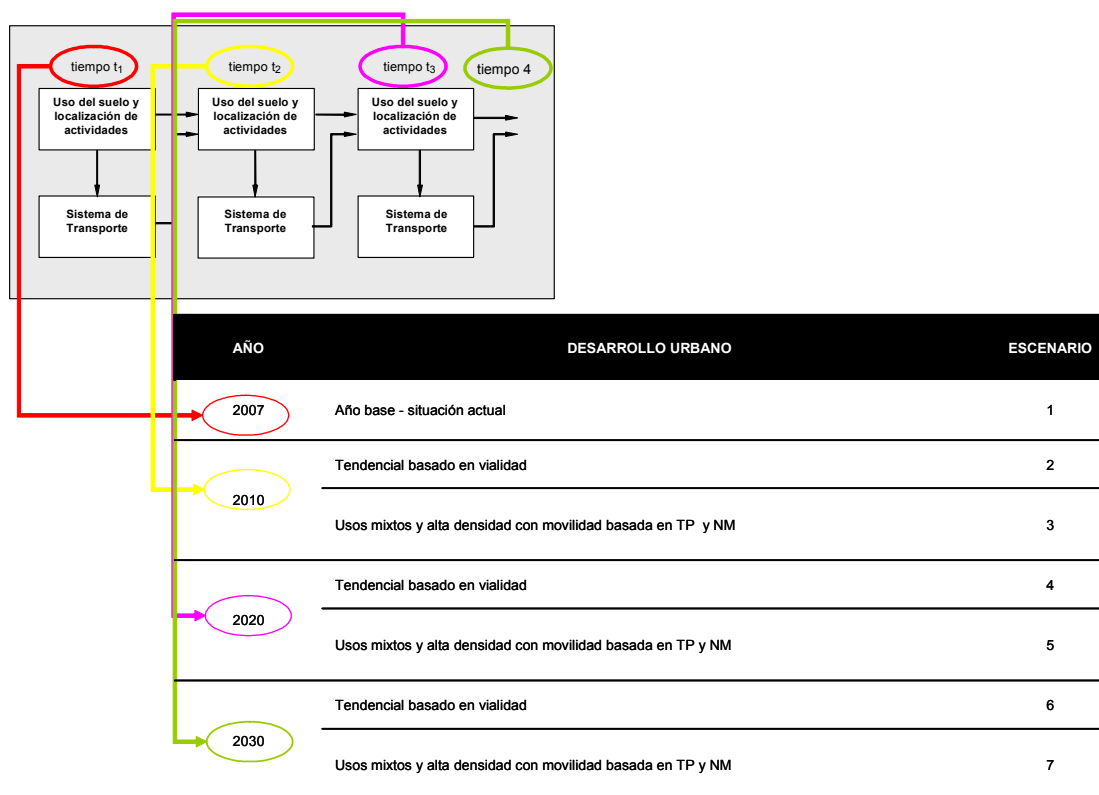 tiempo t1
tiempo t2
tiempo t3
tiempo 4
Uso del suelo y
localización de
actividades
Uso del suelo y
localización de
actividades
Uso del suelo y
localización de
actividades
Sistema de
Transporte
Sistema de
Transporte
Sistema de
Transporte
AÑO DESARROLLO URBANO ESCENARIO
2007 Año base - situación actual 1
2010
Tendencial basado en vialidad 2
Usos mixtos y alta densidad con movilidad basada en TP y NM 3
2020
Tendencial basado en vialidad 4
Usos mixtos y alta densidad con movilidad basada en TP y NM 5
2030
Tendencial basado en vialidad 6
Usos mixtos y alta densidad con movilidad basada en TP y NM 7